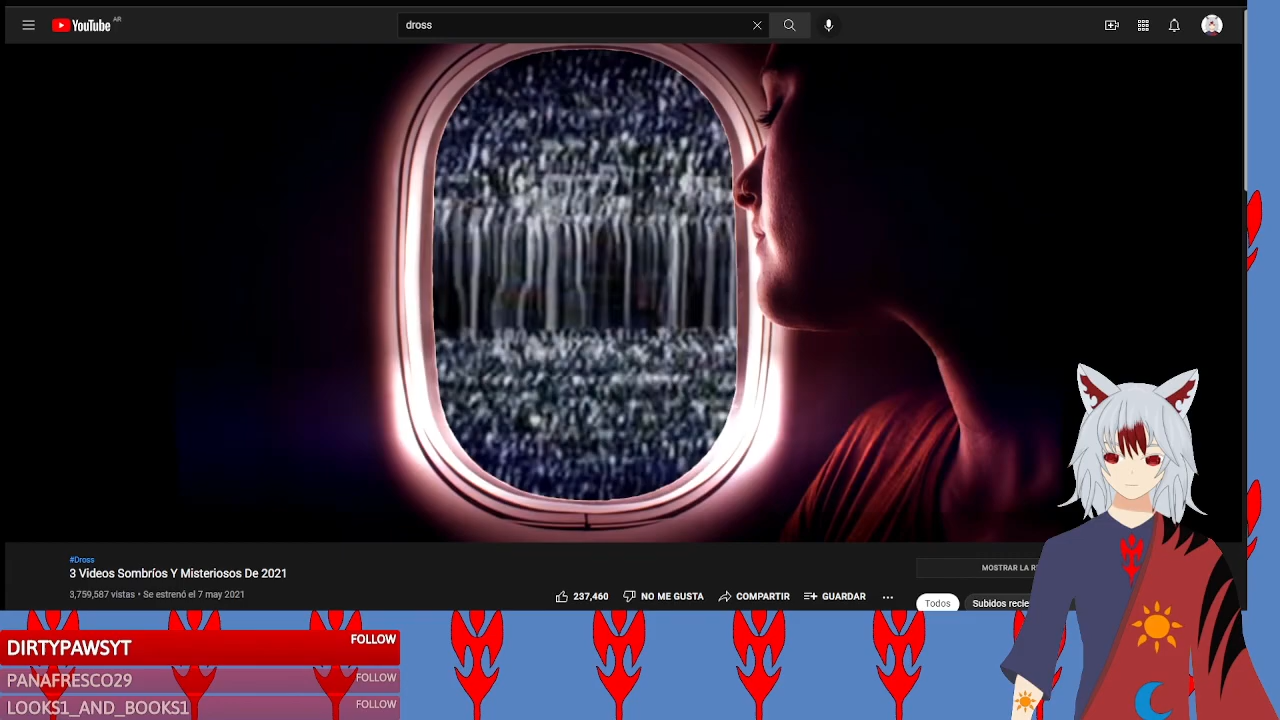 YouTube AR
dross
#Dross
3 Videos Sombríos Y Misteriosos De 2021
3,759,587 vistas • Se estrenó el 7 may 2021
237,460 NO ME GUSTA COMPARTIR GUARDAR
MOSTRAR LA
Todos Subidos recie
DIRTYPAWSYT FOLLOW
PANAFRESCO29 FOLLOW
LOOKS1_AND_BOOKS1 FOLLOW